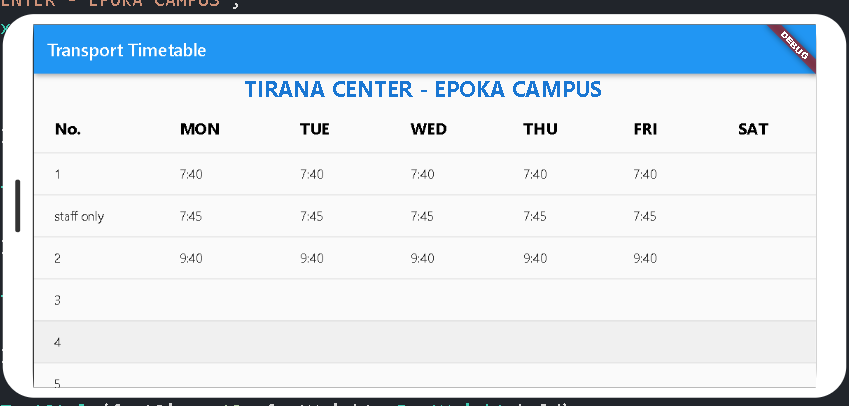 ENTER - EPOKA CAMPUS",
Transport Timetable
DEBUG
TIRANA CENTER - EPOKA CAMPUS
No. MON TUE WED THU FRI SAT
1 7:40 7:40 7:40 7:40 7:40
staff only 7:45 7:45 7:45 7:45 7:45
2 9:40 9:40 9:40 9:40 9:40
3
4
5